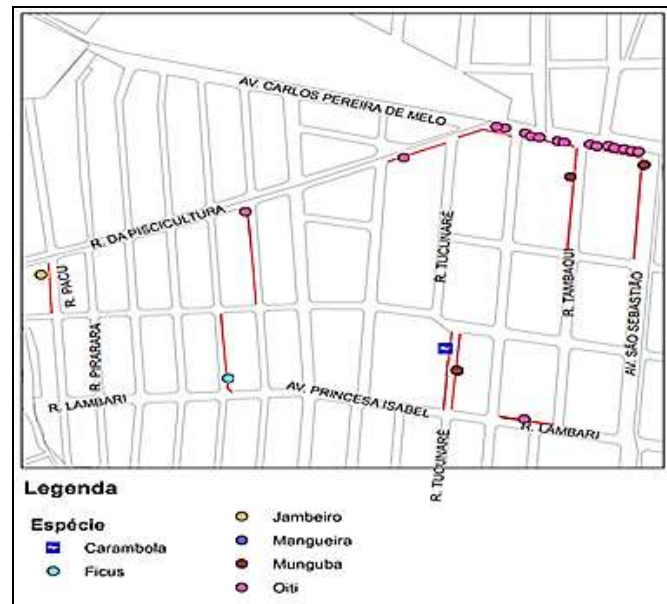 AV. CARLOS PEREIRA DE MELO
R. DA PISCICULTURA
R. TUCUNARÉ
R. TAMBAQUI
AV. SÃO SEBASTIÃO
R. PACU
R. PIRARARA
R. LAMBARI
AV. PRINCESA ISABEL
R. LAMBARI
R. TUCUNARÉ
Legenda
Espécie
Carambola
Ficus
Jambeiro
Mangueira
Munguba
Oiti